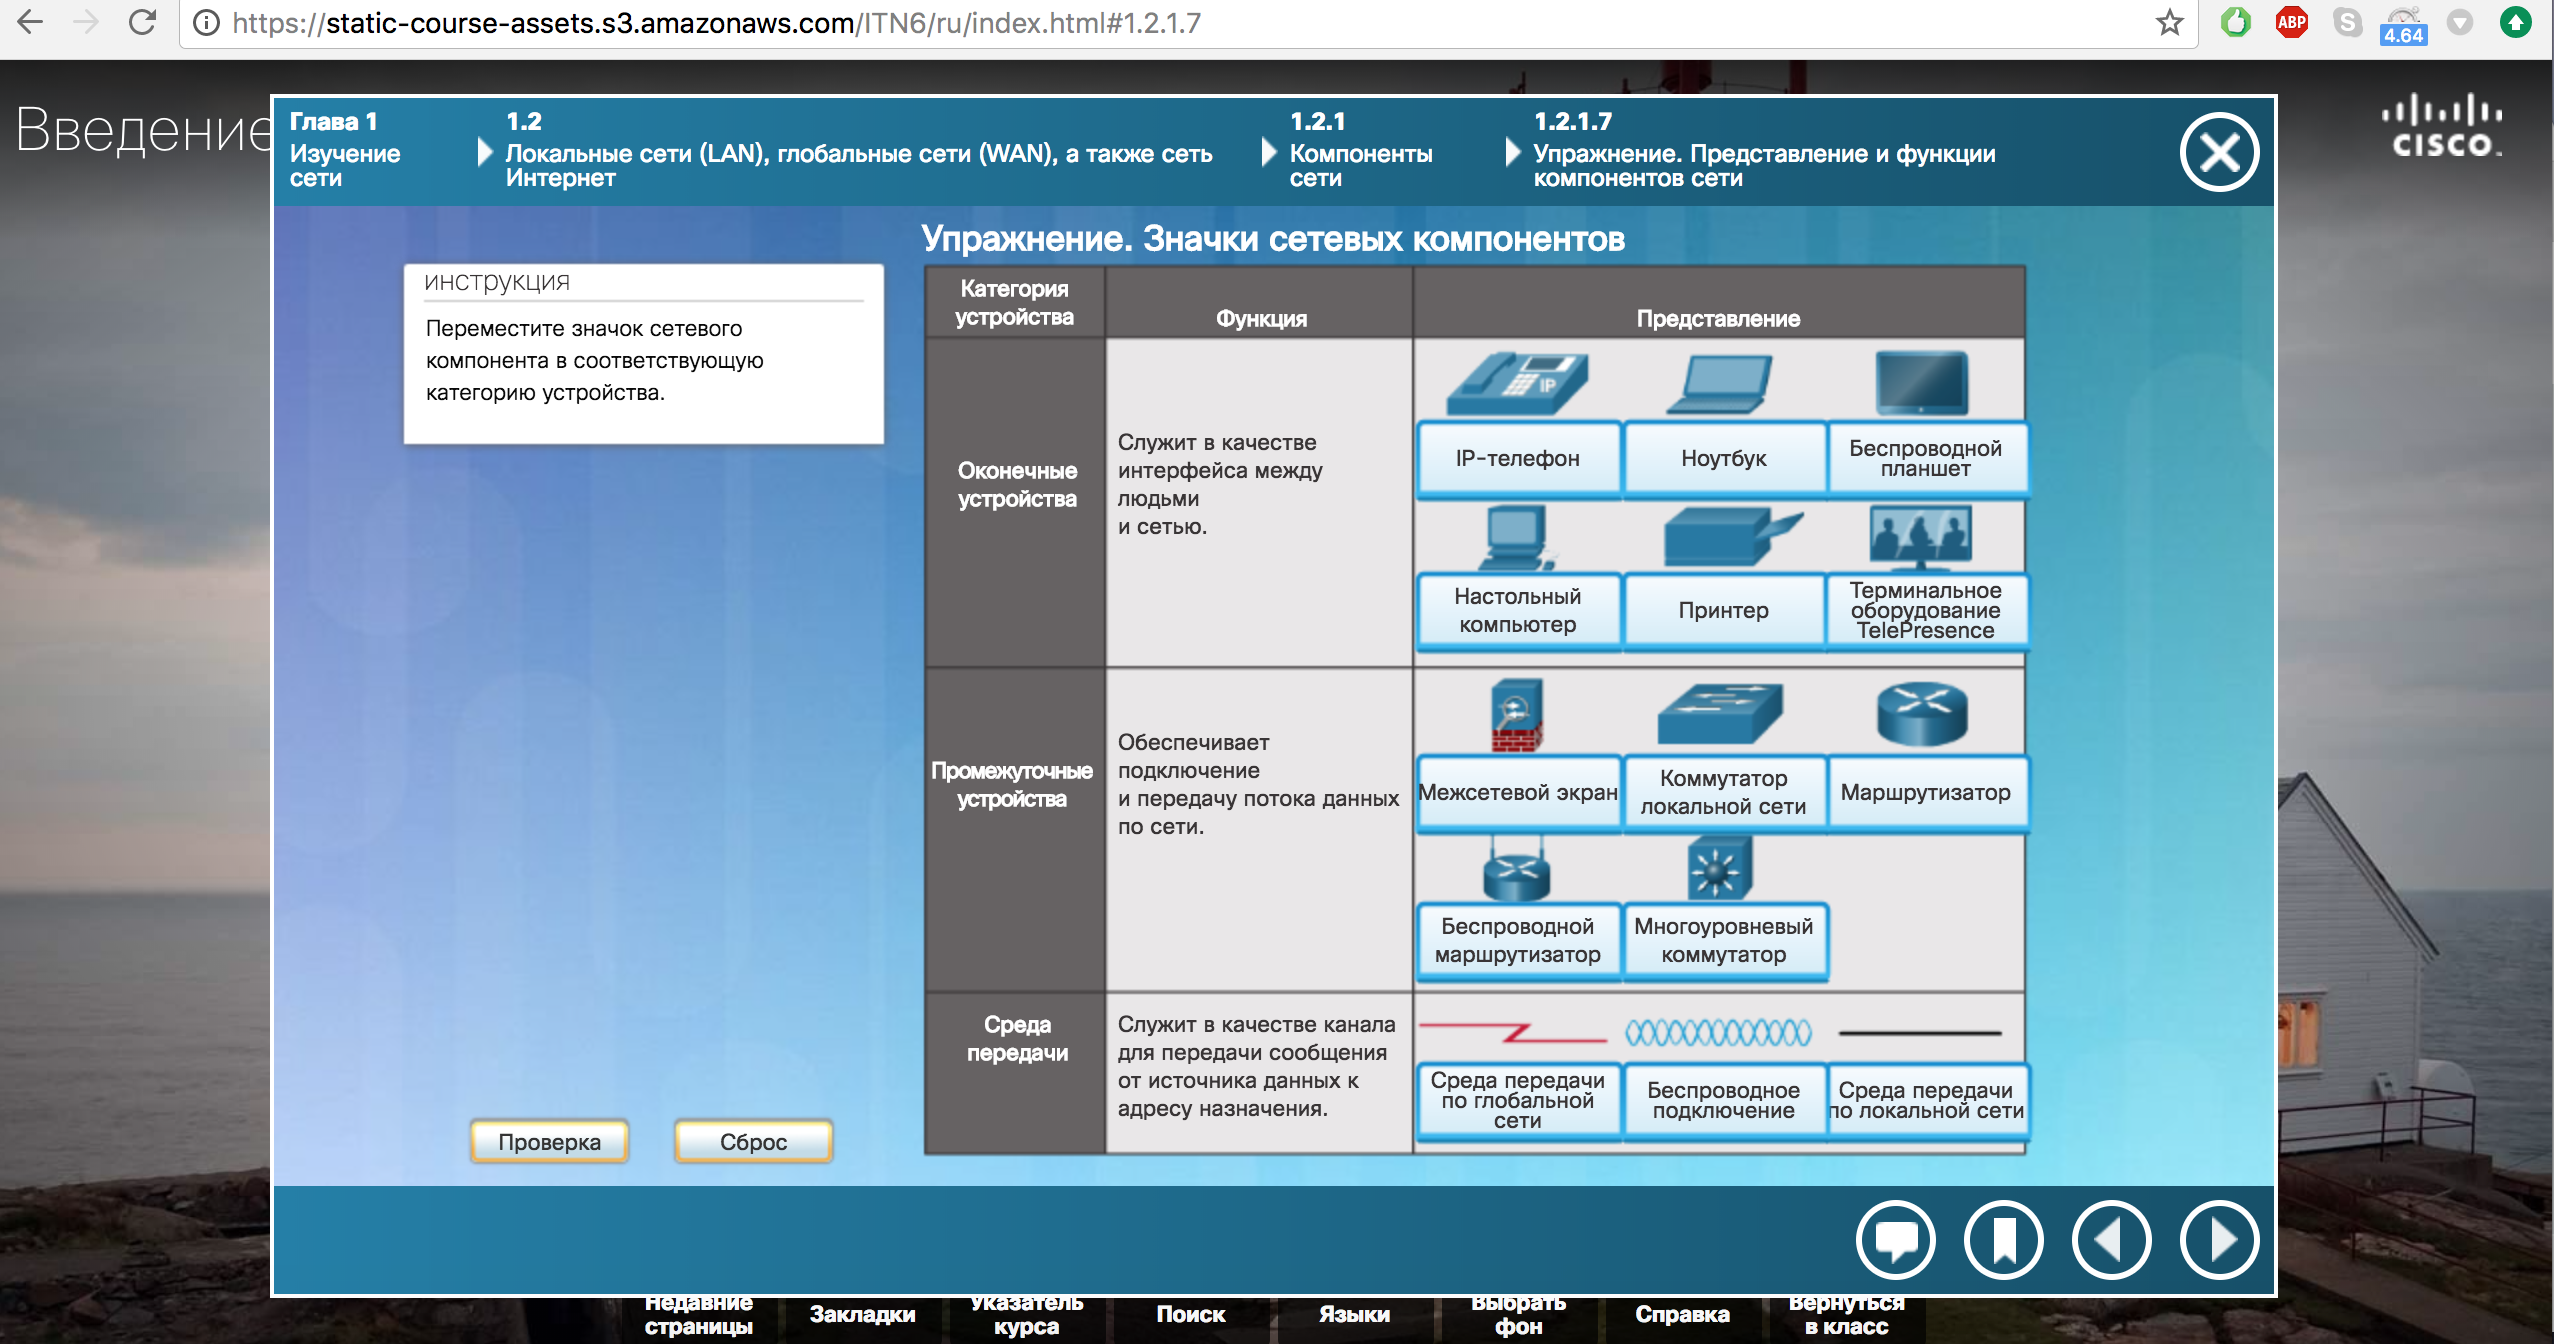 https://static-course-assets.s3.amazonaws.com/ITN6/ru/index.html#1.2.1.7
ABP
S
4.64
Введение
Глава 1
Изучение
сети
1.2
Локальные сети (LAN), глобальные сети (WAN), а также сеть
Интернет
1.2.1
Компоненты
сети
1.2.1.7
Упражнение. Представление и функции
компонентов сети
CISCO
Упражнение. Значки сетевых компонентов
инструкция
Переместите значок сетевого
компонента в соответствующую
категорию устройства.
Категория
устройства
Функция
Представление
Оконечные
устройства
Служит в качестве
интерфейса между
людьми
и сетью.
IP
IP-телефон
Ноутбук
Беспроводной
планшет
Настольный
компьютер
Принтер
Терминальное
оборудование
TelePresence
Промежуточные
устройства
Обеспечивает
подключение
и передачу потока данных
по сети.
Межсетевой экран
Коммутатор
локальной сети
Маршрутизатор
Беспроводной
маршрутизатор
Многоуровневый
коммутатор
Среда
передачи
Служит в качестве канала
для передачи сообщения
от источника данных к
адресу назначения.
Среда передачи
по глобальной
сети
Беспроводное
подключение
Среда передачи
по локальной сети
Проверка
Сброс
Недавние
страницы
Закладки
Указатель
курса
Поиск
Языки
Выбрать
фон
Справка
Вернуться
в класс